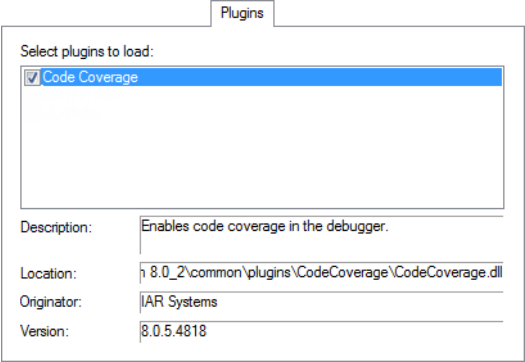 Plugins
Select plugins to load:
Code Coverage
Description: Enables code coverage in the debugger.
Location: 8.0_2\common\plugins\CodeCoverage\CodeCoverage.dll
Originator: IAR Systems
Version: 8.0.5.4818